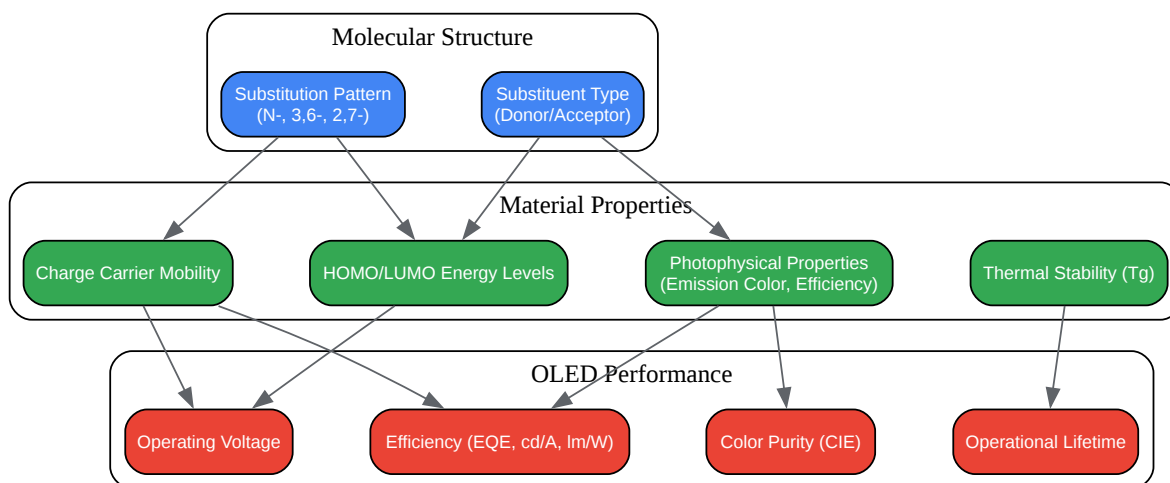 Molecular Structure
Substitution Pattern
(N-, 3,6-, 2,7-)
Substituent Type
(Donor/Acceptor)
Material Properties
Charge Carrier Mobility
HOMO/LUMO Energy Levels
Photophysical Properties
(Emission Color, Efficiency)
Thermal Stability (Tg)
OLED Performance
Operating Voltage
Efficiency (EQE, cd/A, lm/W)
Color Purity (CIE)
Operational Lifetime